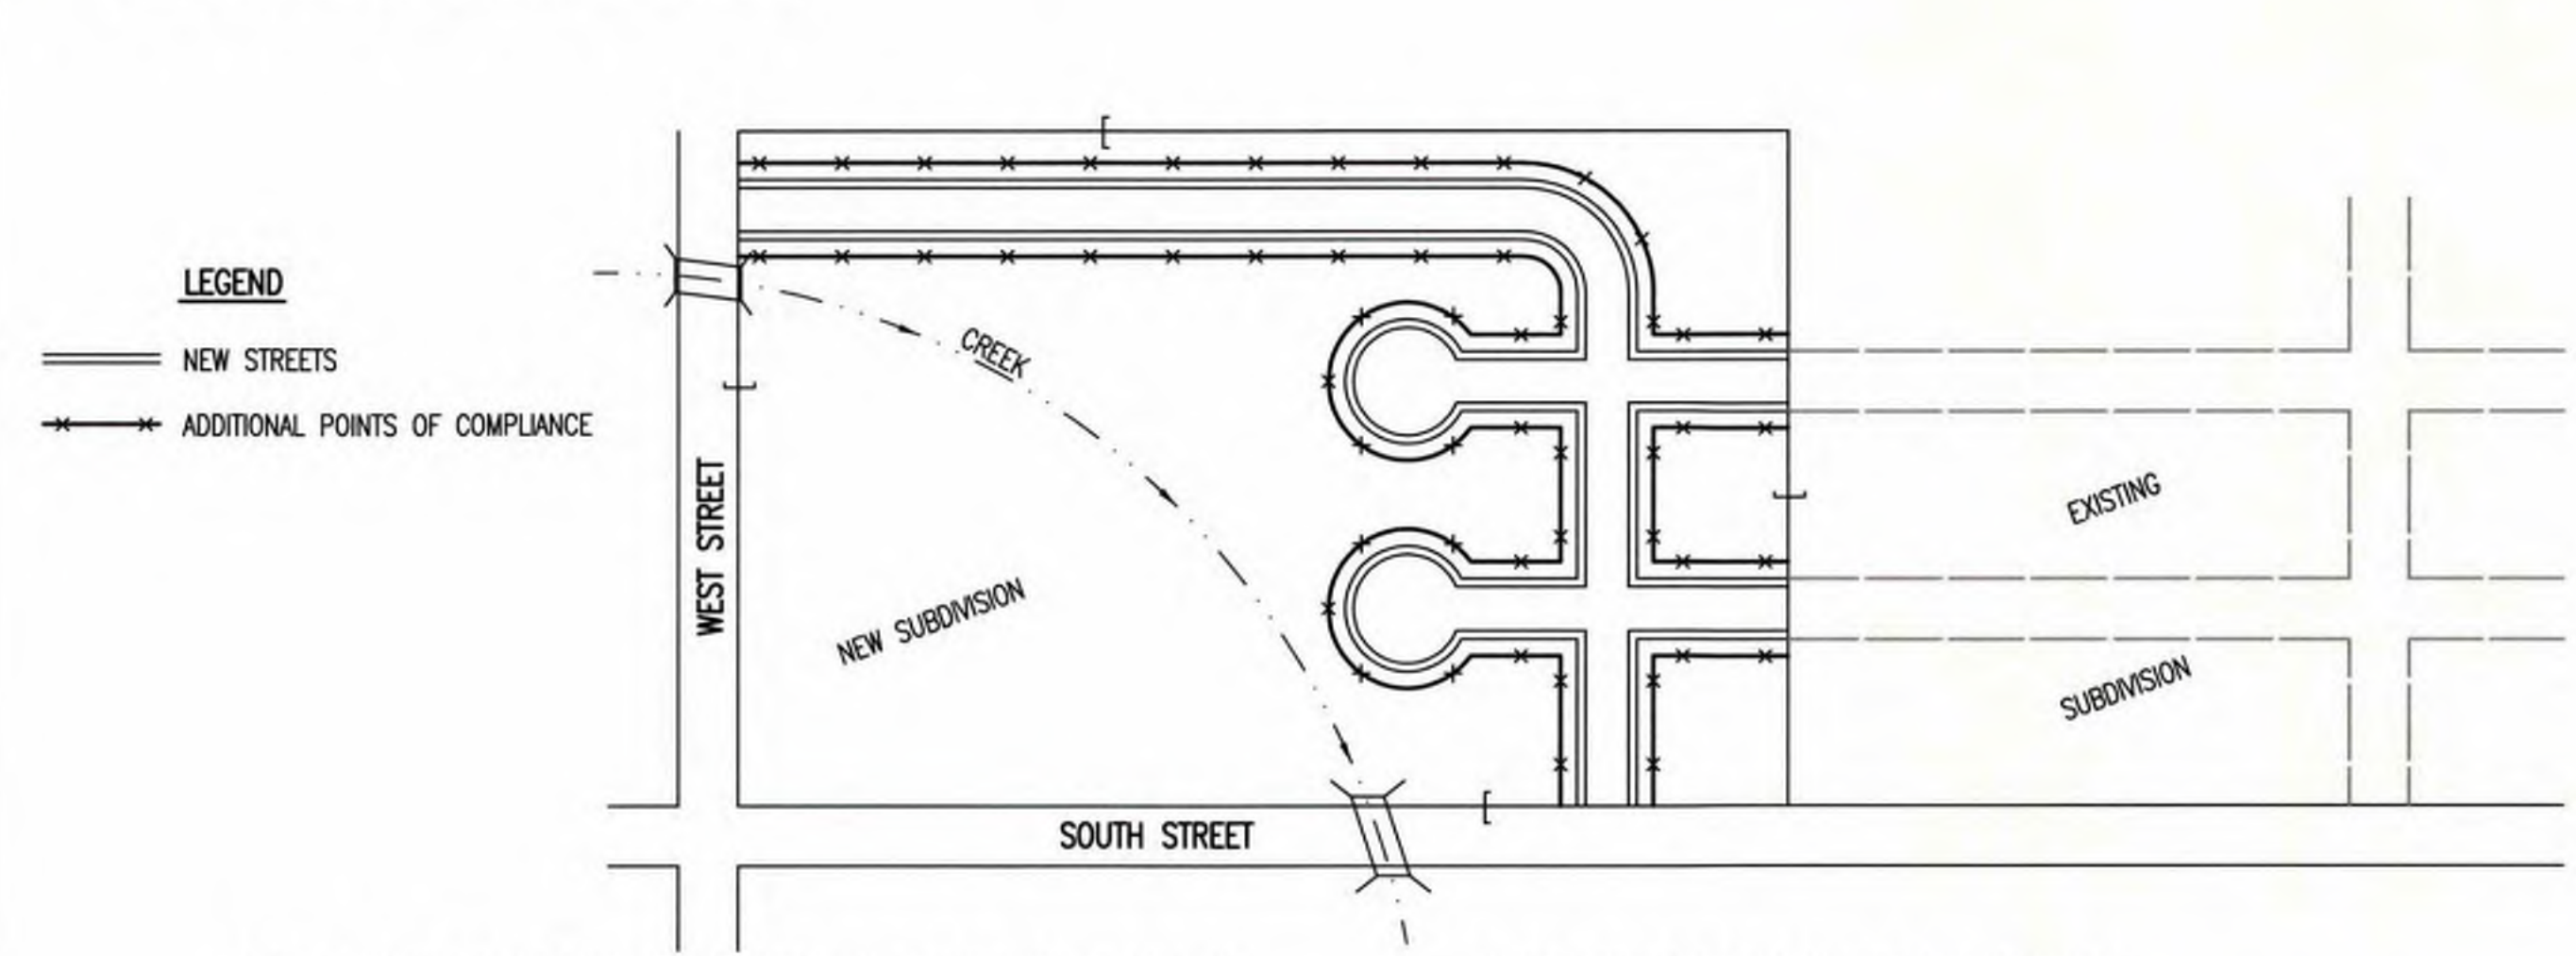 LEGEND
NEW STREETS
ADDITIONAL POINTS OF COMPLIANCE
WEST STREET
CREEK
NEW SUBDIVISION
SOUTH STREET
EXISTING
SUBDIVISION